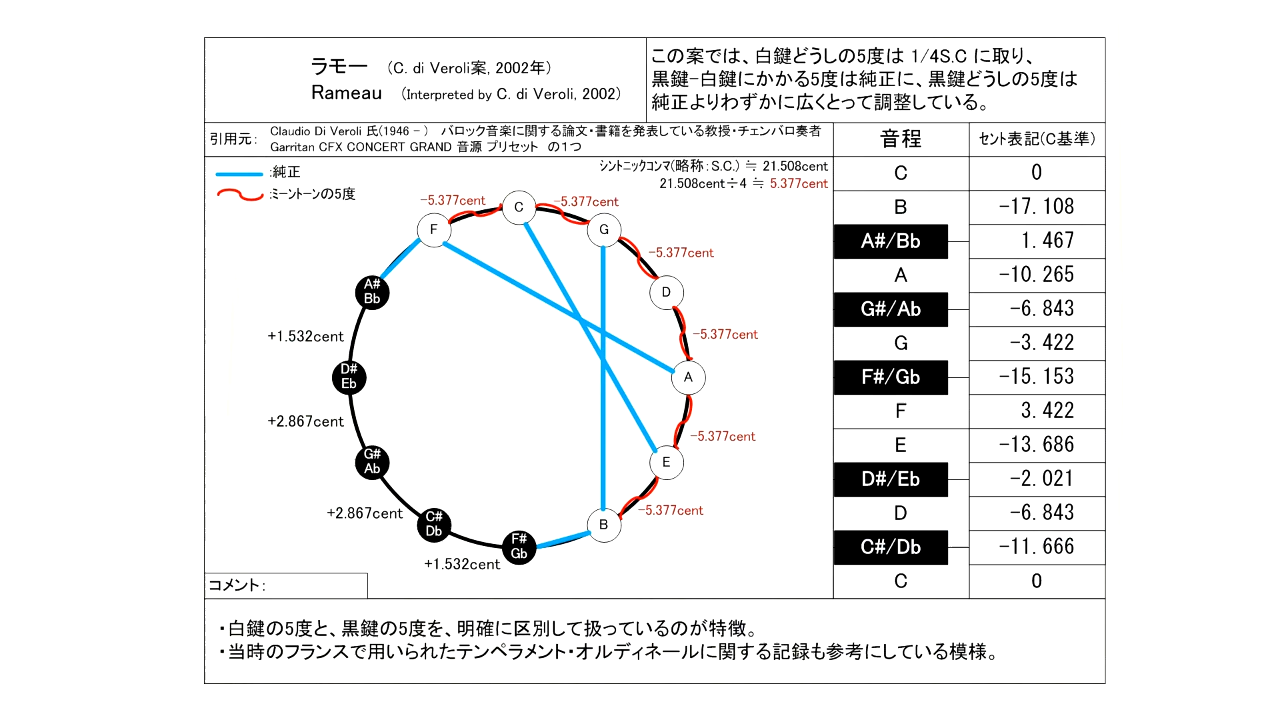 ラモー （C. di Veroli案, 2002年）
Rameau （Interpreted by C. di Veroli, 2002）
この案では、白鍵どうしの5度は 1/4S.C に取り、
黒鍵-白鍵にかかる5度は純正に、黒鍵どうしの5度は
純正よりわずかに広くとって調整している。
引用元:
Claudio Di Veroli 氏(1946 - ) バロック音楽に関する論文・書籍を発表している教授・チェンバロ奏者
Garritan CFX CONCERT GRAND 音源 プリセット の１つ
:純正
:ミーントーンの5度
シントニックコンマ(略称：S.C.) ≒ 21.508cent
21.508cent÷4 ≒ 5.377cent
-5.377cent
C
-5.377cent
F
G
-5.377cent
A#
Bb
D
+1.532cent
-5.377cent
D#
Eb
A
+2.867cent
-5.377cent
G#
Ab
E
+2.867cent
-5.377cent
C#
Db
B
F#
Gb
+1.532cent
音程 セント表記(C基準)
C 0
B -17.108
A#/Bb 1.467
A -10.265
G#/Ab -6.843
G -3.422
F#/Gb -15.153
F 3.422
E -13.686
D#/Eb -2.021
D -6.843
C#/Db -11.666
C 0
コメント:
・白鍵の5度と、黒鍵の5度を、明確に区別して扱っているのが特徴。
・当時のフランスで用いられたテンペラメント・オルディネールに関する記録も参考にしている模様。